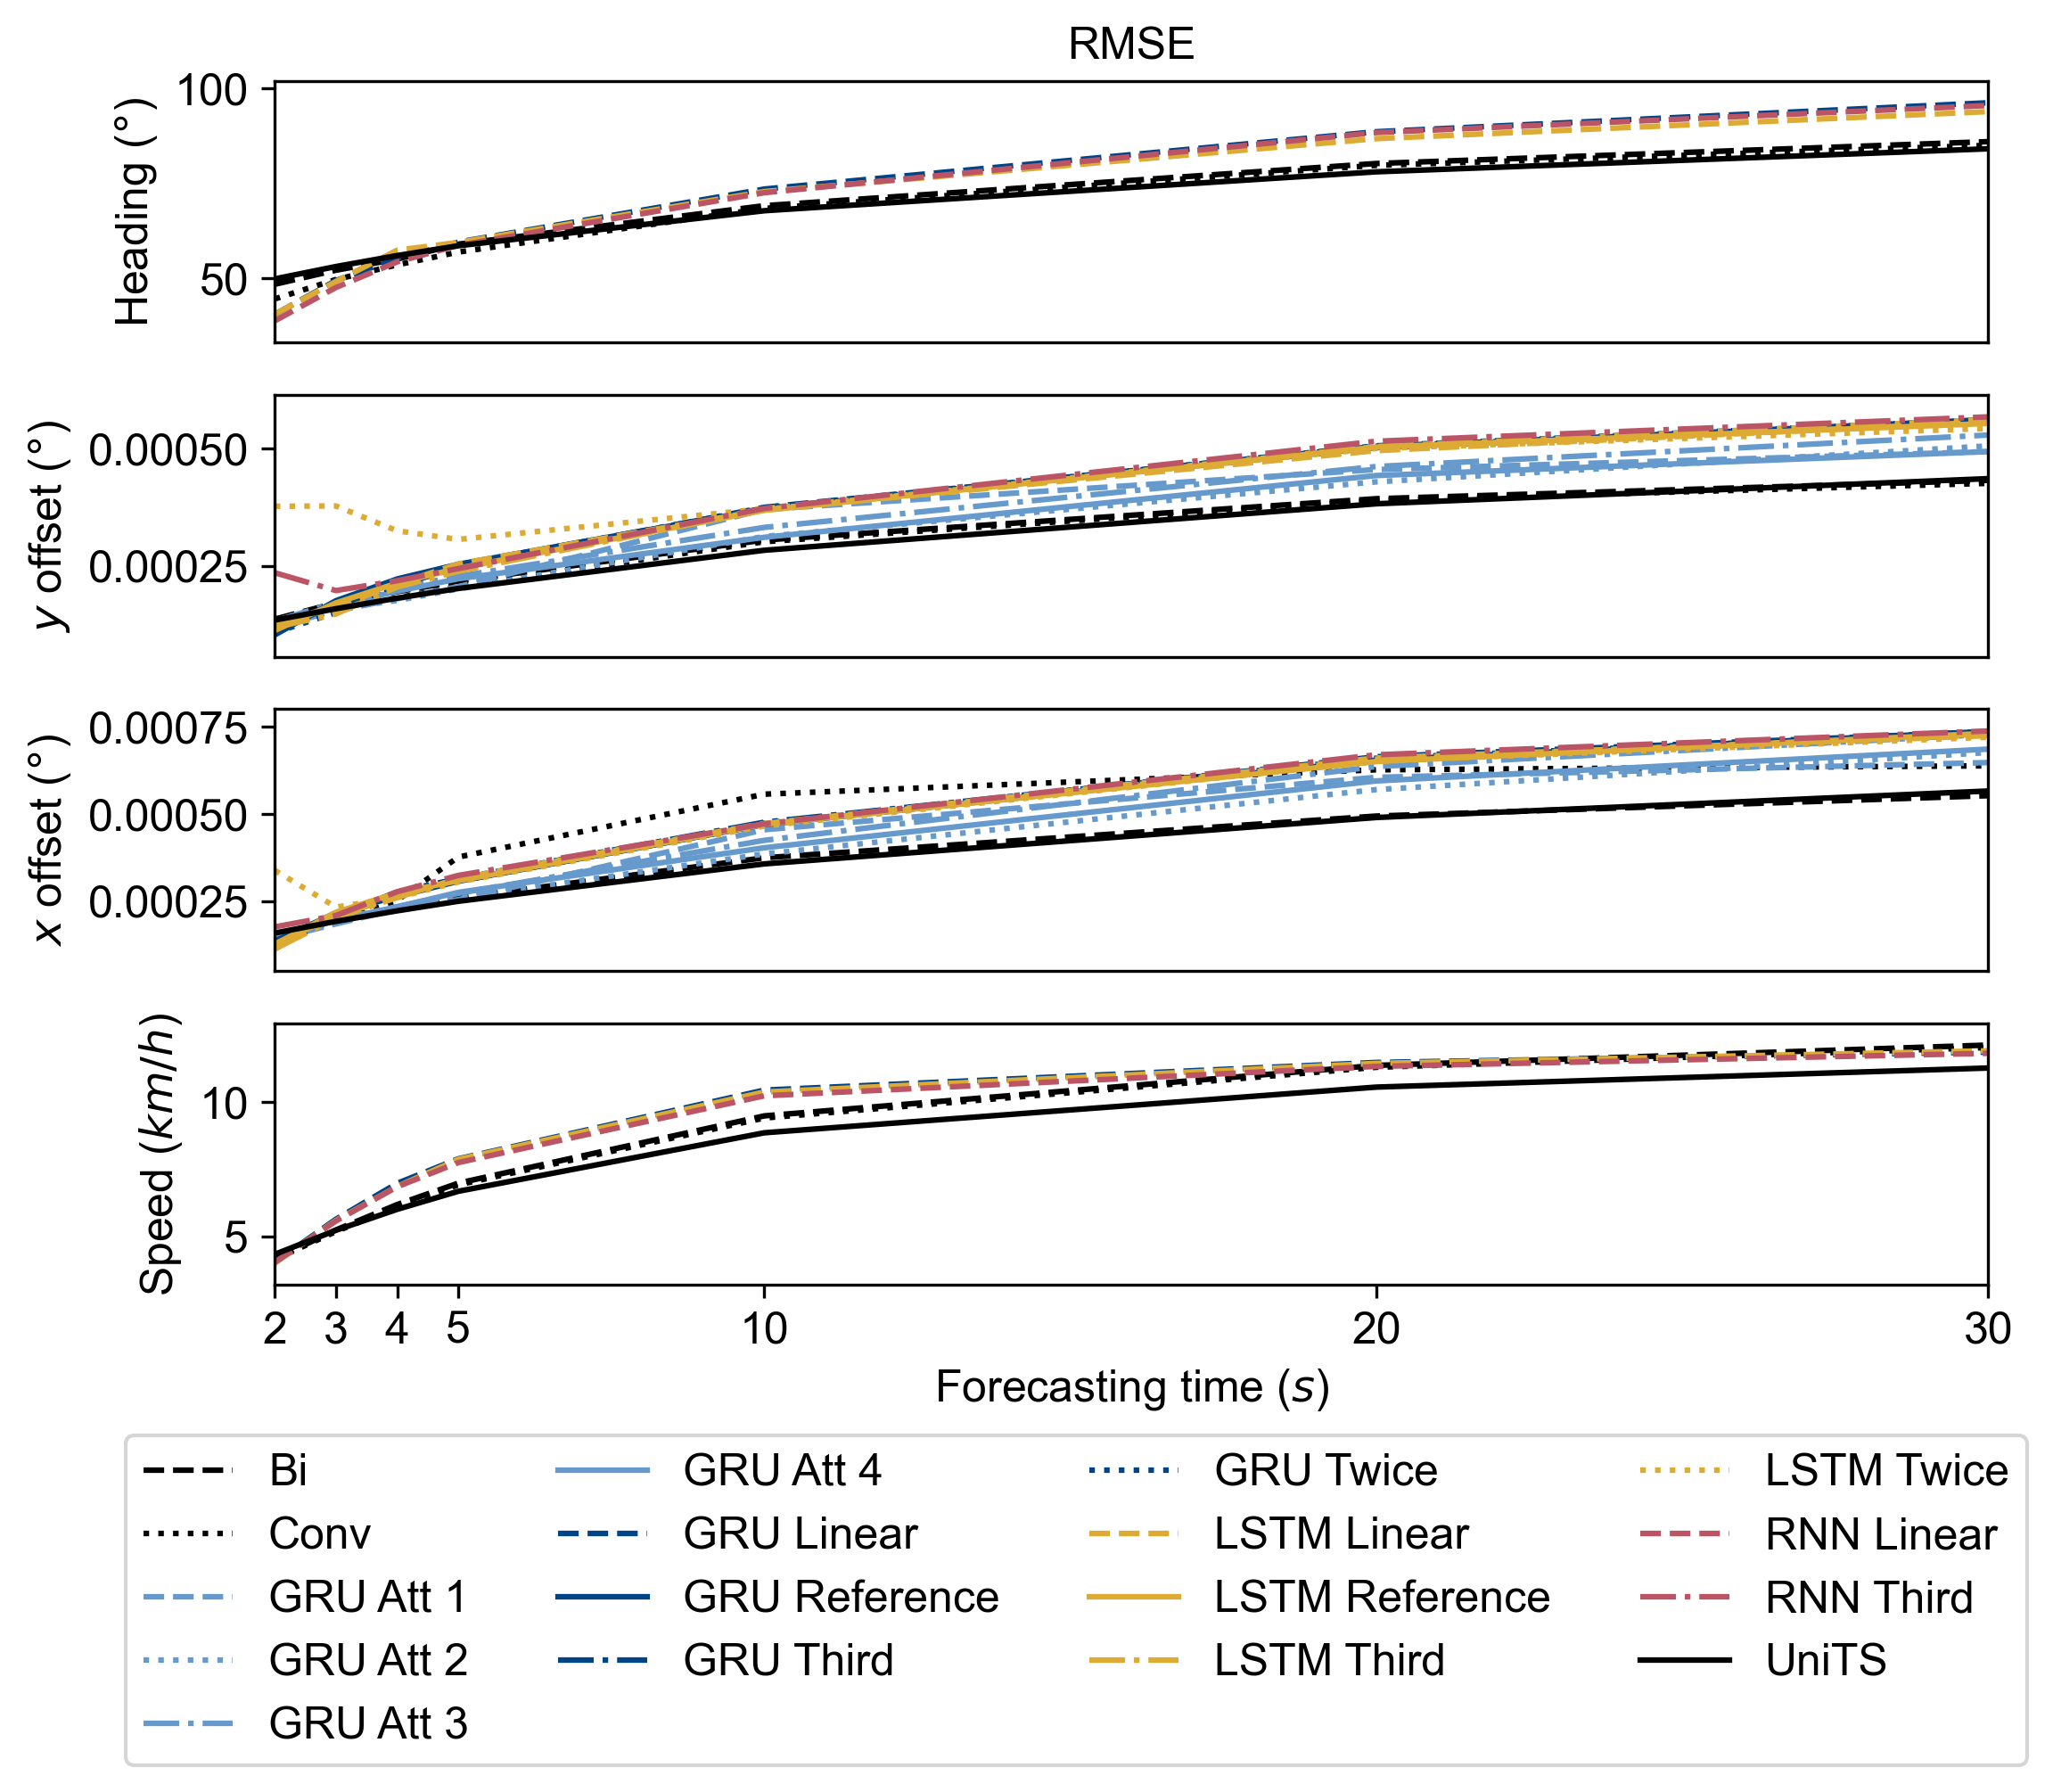 RMSE
Heading (°)
100
50
y offset (°)
0.00050
0.00025
x offset (°)
0.00075
0.00050
0.00025
Speed (km/h)
10
5
2 3 4 5 10 20 30
Forecasting time (s)
Bi
Conv
GRU Att 1
GRU Att 2
GRU Att 3
GRU Att 4
GRU Linear
GRU Reference
GRU Third
GRU Twice
LSTM Linear
LSTM Reference
LSTM Third
LSTM Twice
RNN Linear
RNN Third
UniTS